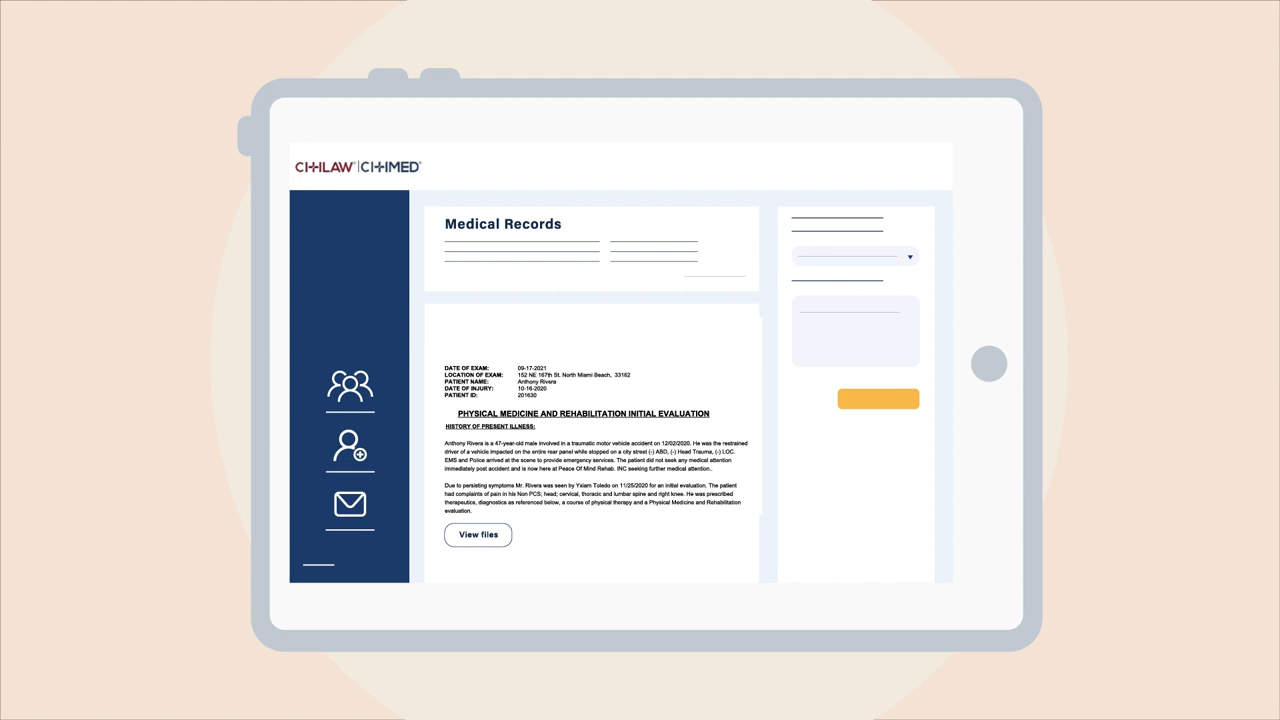 CITILAW® | CITIMED®
Medical Records
DATE OF EXAM: 09-17-2021
LOCATION OF EXAM: 152 NE 167th St. North Miami Beach, 33162
PATIENT NAME: Anthony Rivera
DATE OF INJURY: 10-16-2020
PATIENT ID: 201630
PHYSICAL MEDICINE AND REHABILITATION INITIAL EVALUATION
HISTORY OF PRESENT ILLNESS:
Anthony Rivera is a 47-year-old male involved in a traumatic motor vehicle accident on 12/02/2020. He was the restrained
driver of a vehicle impacted on the entire rear panel while stopped on a city street (-) ABD, (-) Head Trauma, (-) LOC.
EMS and Police arrived at the scene to provide emergency services. The patient did not seek any medical attention
immediately post accident and is now here at Peace Of Mind Rehab. INC seeking further medical attention..
Due to persisting symptoms Mr. Rivera was seen by Yxiam Toledo on 11/25/2020 for an initial evaluation. The patient
had complaints of pain in his Non PCS; head; cervical, thoracic and lumbar spine and right knee. He was prescribed
therapeutics, diagnostics as referenced below, a course of physical therapy and a Physical Medicine and Rehabilitation
evaluation.
View files